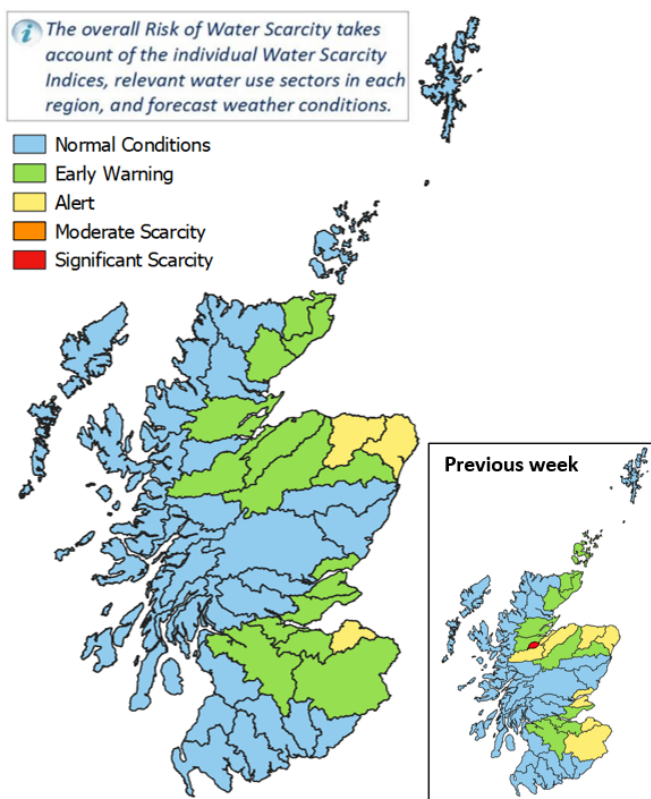 The overall Risk of Water Scarcity takes
account of the individual Water Scarcity
Indices, relevant water use sectors in each
region, and forecast weather conditions.
Normal Conditions
Early Warning
Alert
Moderate Scarcity
Significant Scarcity
Previous week